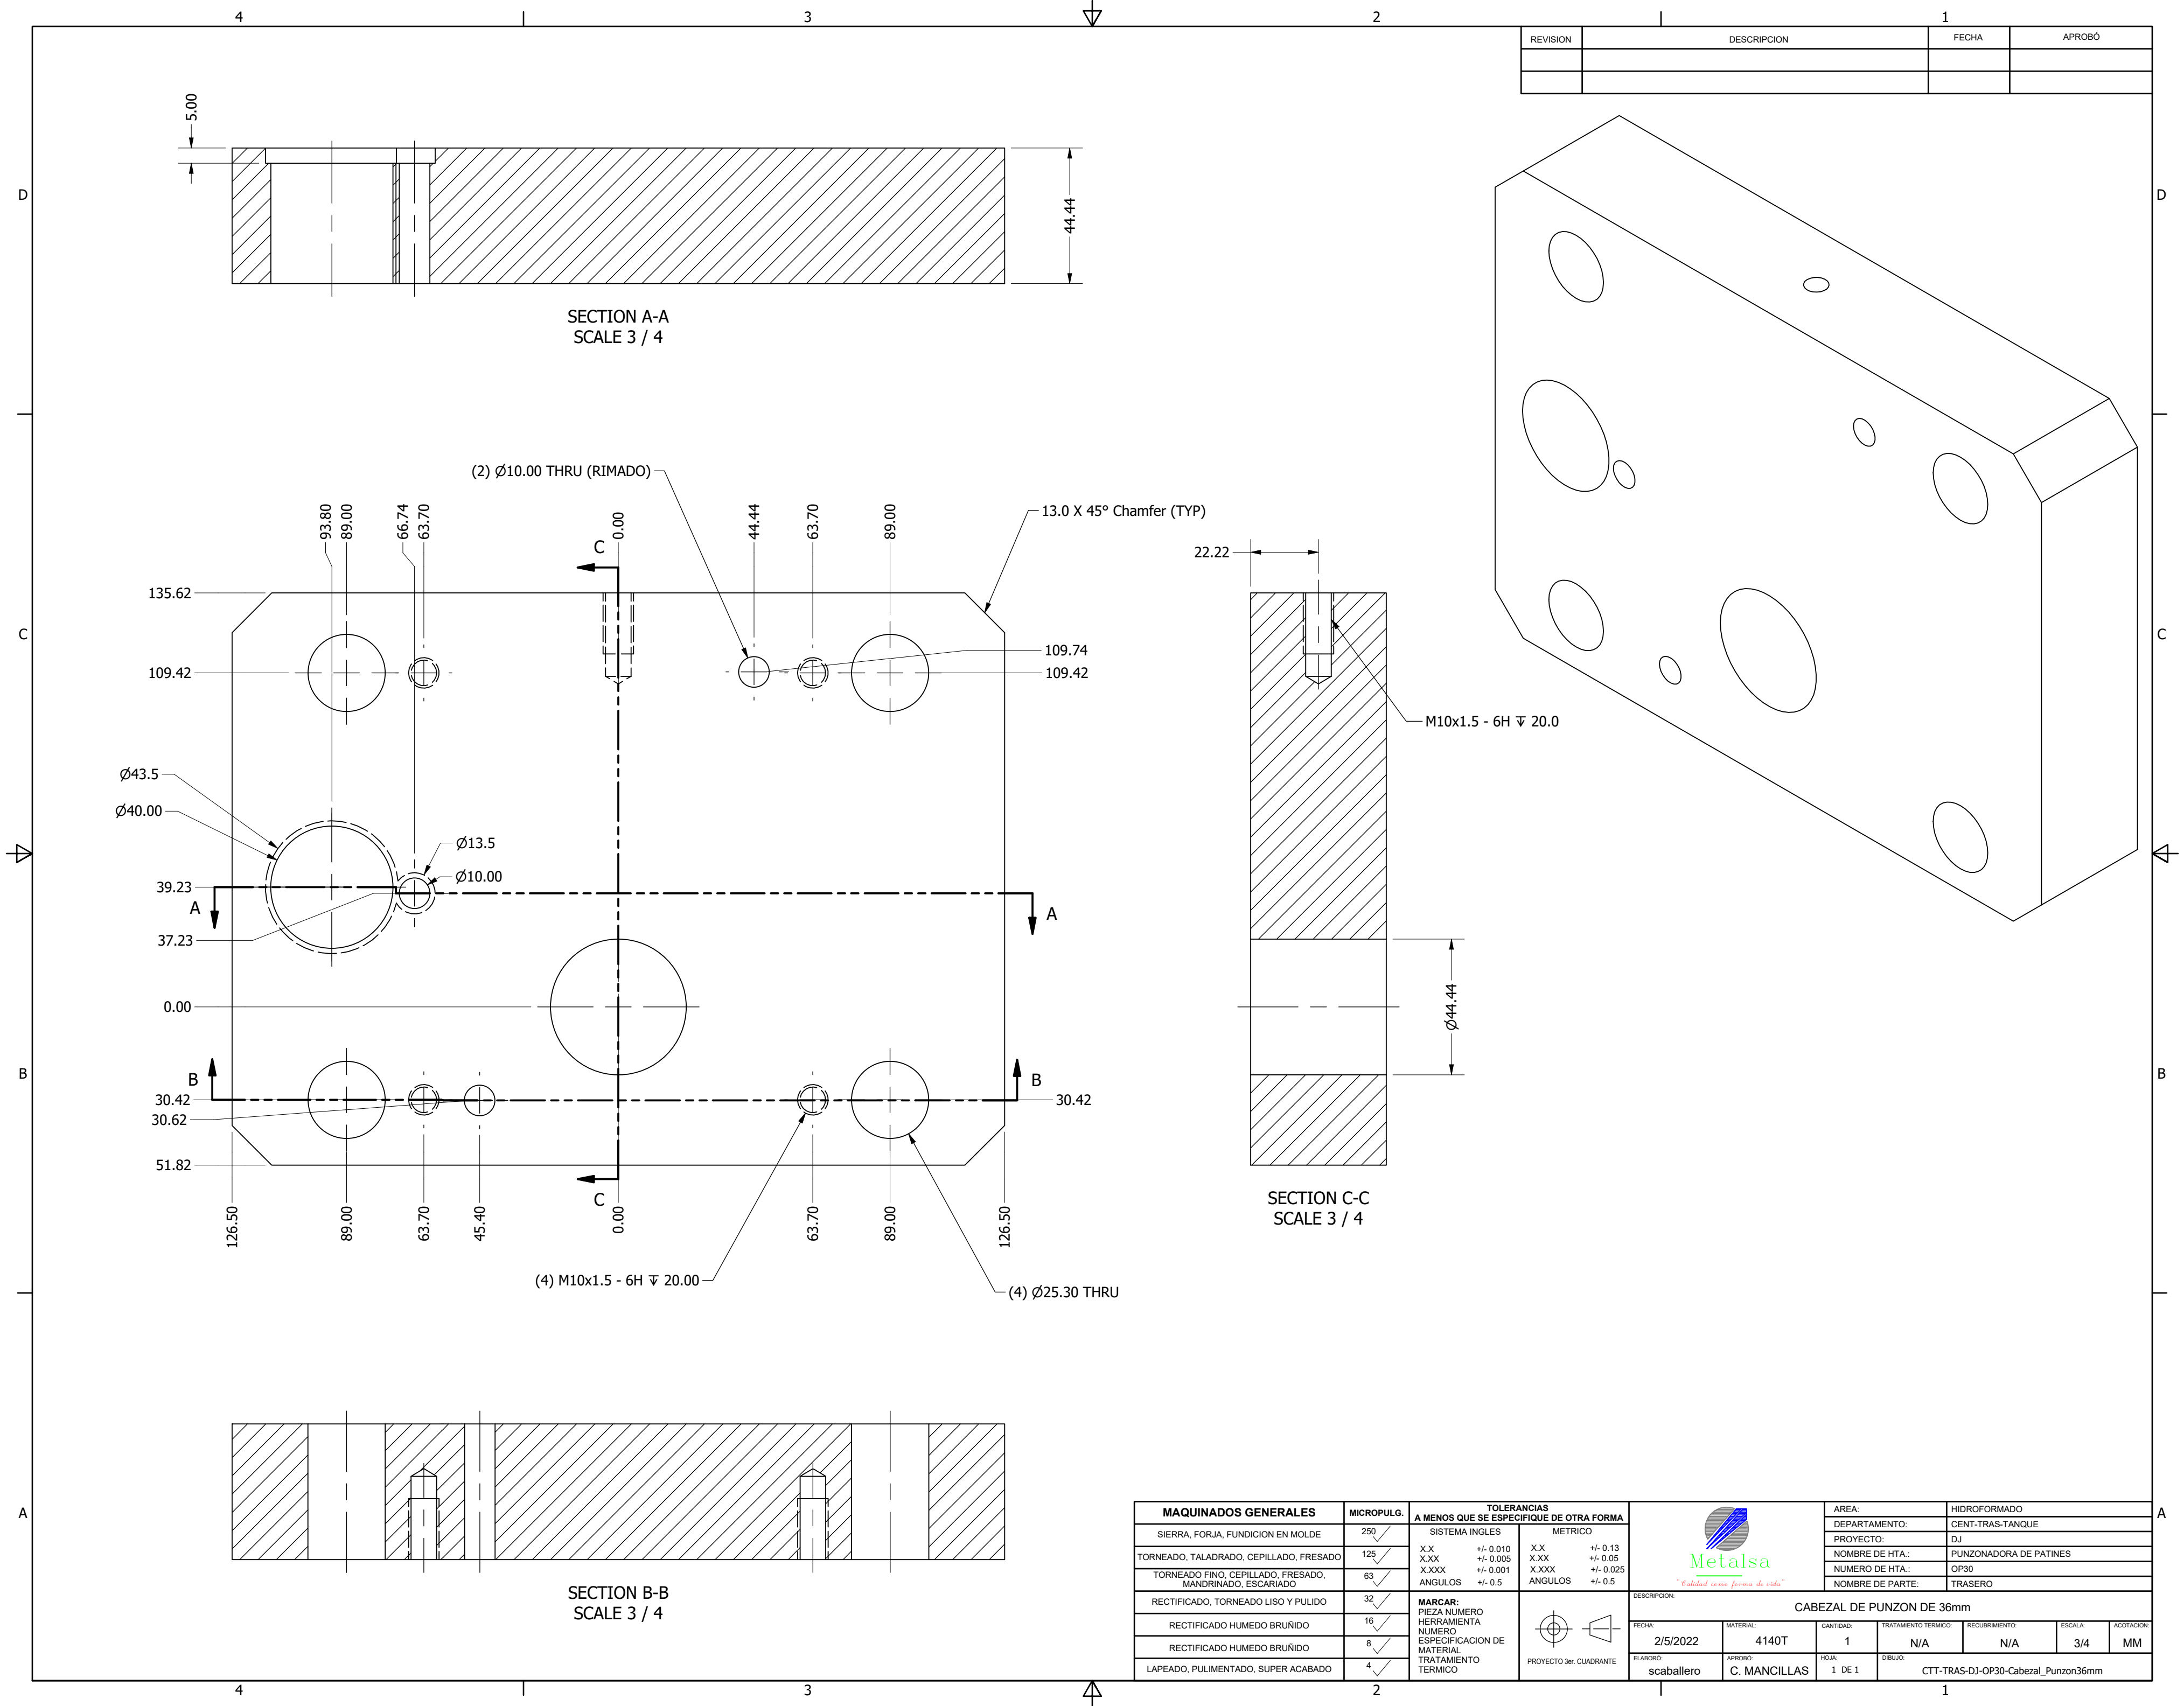 4 3 2 1
REVISION DESCRIPCION FECHA APROBÓ
D D
5.00
44.44
SECTION A-A
SCALE 3 / 4
(2) Ø10.00 THRU (RIMADO)
13.0 X 45° Chamfer (TYP)
93.80 89.00 66.74 63.70 0.00 44.44 63.70 89.00
C
22.22
135.62
C C
109.74
109.42 109.42
M10x1.5 - 6H ↧ 20.0
Ø43.5
Ø40.00
Ø13.5
Ø10.00
39.23
A A
37.23
0.00
Ø44.44
B B
B B
30.42 30.42
30.62
51.82
C
126.50 89.00 63.70 45.40 0.00 63.70 89.00 126.50
SECTION C-C
SCALE 3 / 4
(4) M10x1.5 - 6H ↧ 20.00
(4) Ø25.30 THRU
A A
SECTION B-B
SCALE 3 / 4
MAQUINADOS GENERALES MICROPULG.
SIERRA, FORJA, FUNDICION EN MOLDE 250
TORNEADO, TALADRADO, CEPILLADO, FRESADO 125
TORNEADO FINO, CEPILLADO, FRESADO,
MANDRINADO, ESCARIADO 63
RECTIFICADO, TORNEADO LISO Y PULIDO 32
RECTIFICADO HUMEDO BRUÑIDO 16
RECTIFICADO HUMEDO BRUÑIDO 8
LAPEADO, PULIMENTADO, SUPER ACABADO 4
TOLERANCIAS
A MENOS QUE SE ESPECIFIQUE DE OTRA FORMA
SISTEMA INGLES METRICO
X.X +/- 0.010 X.X +/- 0.13
X.XX +/- 0.005 X.XX +/- 0.05
X.XXX +/- 0.001 X.XXX +/- 0.025
ANGULOS +/- 0.5 ANGULOS +/- 0.5
MARCAR:
PIEZA NUMERO
HERRAMIENTA
NUMERO
ESPECIFICACION DE
MATERIAL
TRATAMIENTO
TERMICO
PROYECTO 3er. CUADRANTE
Metalsa
"Calidad como forma de vida"
AREA: HIDROFORMADO
DEPARTAMENTO: CENT-TRAS-TANQUE
PROYECTO: DJ
NOMBRE DE HTA.: PUNZONADORA DE PATINES
NUMERO DE HTA.: OP30
NOMBRE DE PARTE: TRASERO
DESCRIPCION:
CABEZAL DE PUNZON DE 36mm
FECHA: MATERIAL: CANTIDAD: TRATAMIENTO TERMICO: RECUBRIMIENTO: ESCALA: ACOTACION:
2/5/2022 4140T 1 N/A N/A 3/4 MM
ELABORÓ: APROBÓ: HOJA: DIBUJO:
scaballero C. MANCILLAS 1 DE 1 CTT-TRAS-DJ-OP30-Cabezal_Punzon36mm
4 3 2 1